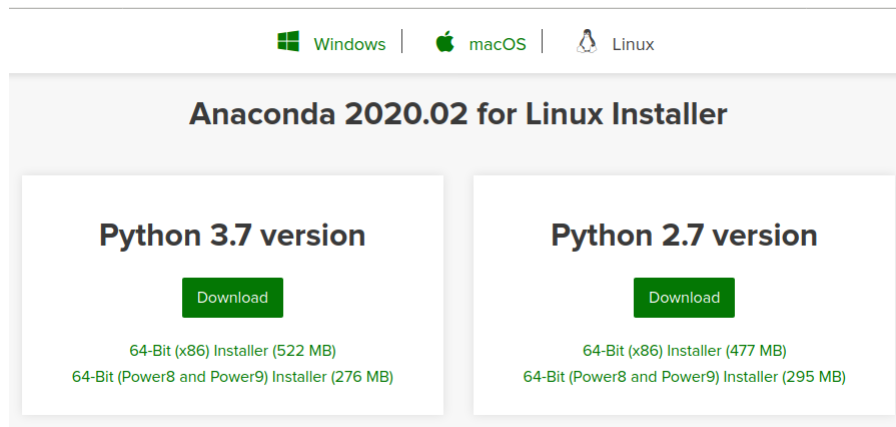 Windows macOS Linux
Anaconda 2020.02 for Linux Installer
Python 3.7 version
Download
64-Bit (x86) Installer (522 MB)
64-Bit (Power8 and Power9) Installer (276 MB)
Python 2.7 version
Download
64-Bit (x86) Installer (477 MB)
64-Bit (Power8 and Power9) Installer (295 MB)